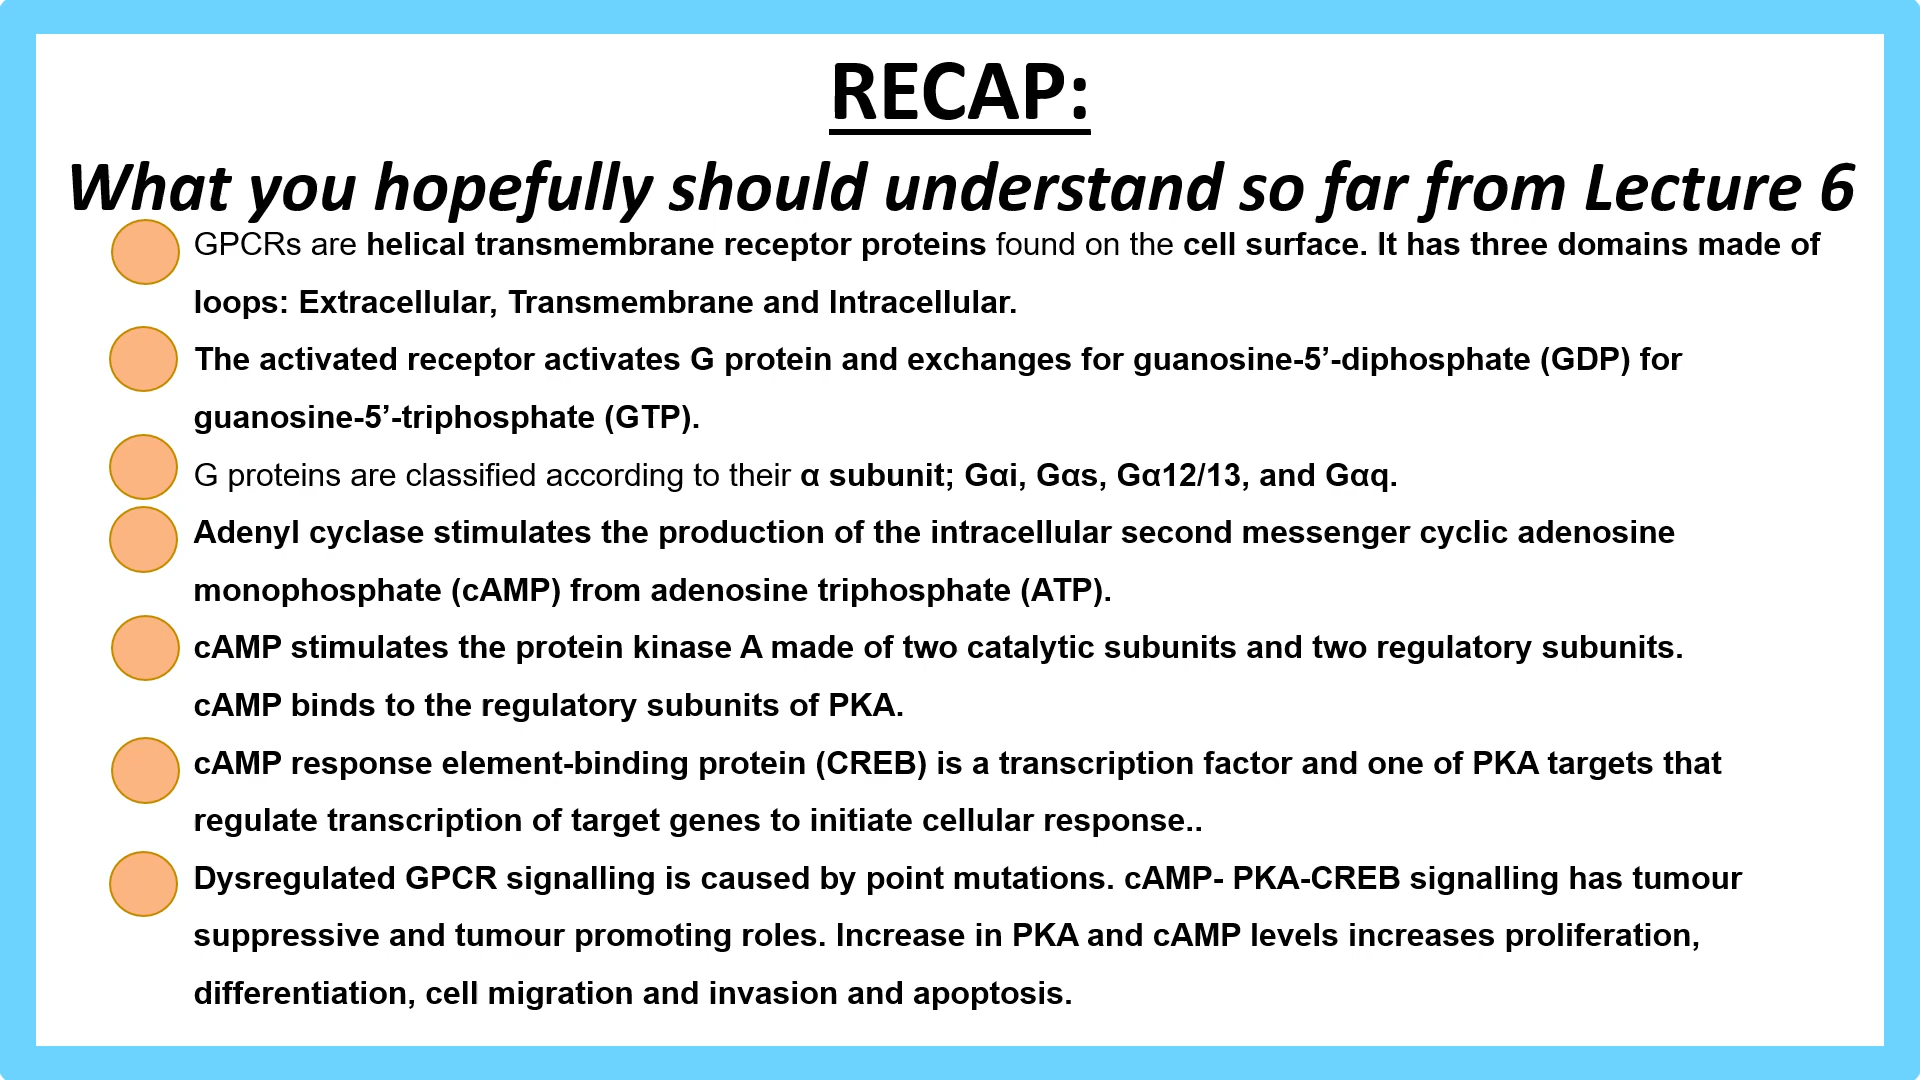 RECAP:
What you hopefully should understand so far from Lecture 6
GPCRs are helical transmembrane receptor proteins found on the cell surface. It has three domains made of
loops: Extracellular, Transmembrane and Intracellular.
The activated receptor activates G protein and exchanges for guanosine-5’-diphosphate (GDP) for
guanosine-5’-triphosphate (GTP).
G proteins are classified according to their α subunit; Gαi, Gαs, Gα12/13, and Gαq.
Adenyl cyclase stimulates the production of the intracellular second messenger cyclic adenosine
monophosphate (cAMP) from adenosine triphosphate (ATP).
cAMP stimulates the protein kinase A made of two catalytic subunits and two regulatory subunits.
cAMP binds to the regulatory subunits of PKA.
cAMP response element-binding protein (CREB) is a transcription factor and one of PKA targets that
regulate transcription of target genes to initiate cellular response..
Dysregulated GPCR signalling is caused by point mutations. cAMP- PKA-CREB signalling has tumour
suppressive and tumour promoting roles. Increase in PKA and cAMP levels increases proliferation,
differentiation, cell migration and invasion and apoptosis.